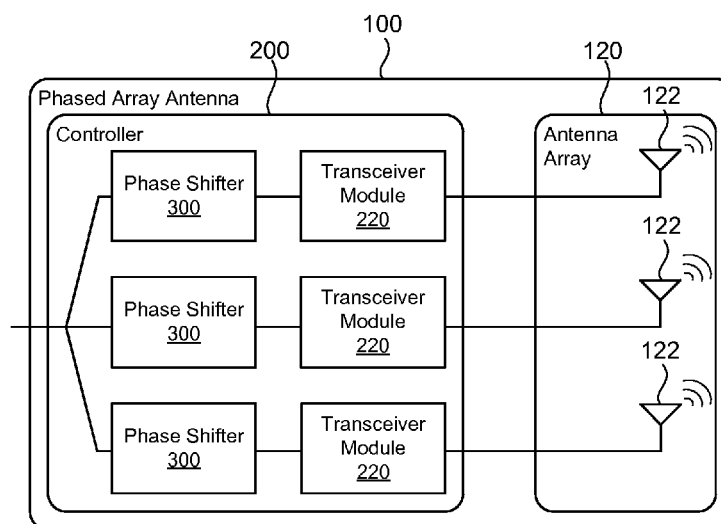 100
200
120
Phased Array Antenna
122
Controller
Antenna
Array
Phase Shifter
300
Transceiver
Module
220
122
Phase Shifter
300
Transceiver
Module
220
122
Phase Shifter
300
Transceiver
Module
220